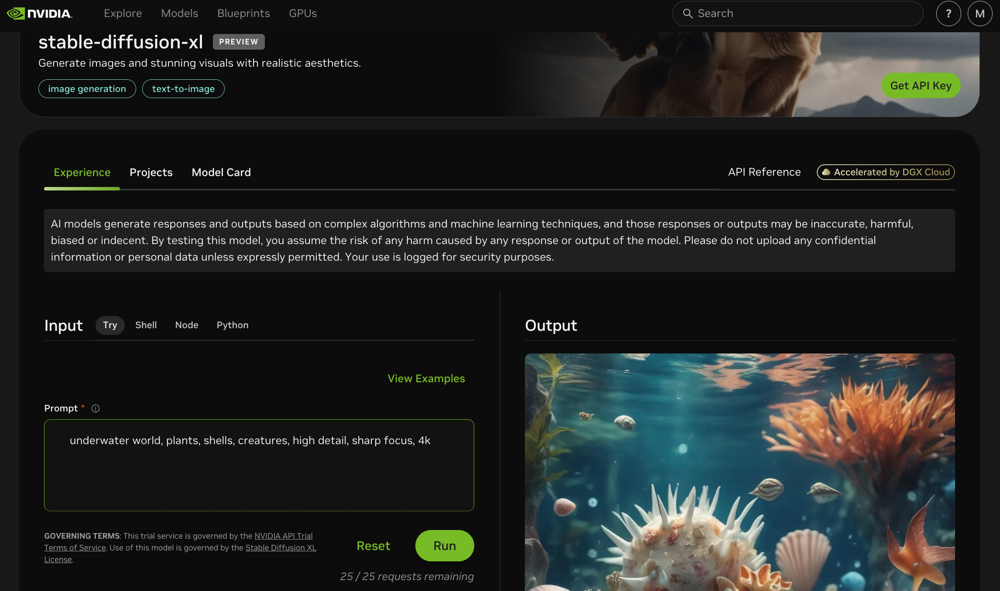 NVIDIA.
Explore
Models
Blueprints
GPUs
Search
?
M
stable-diffusion-xl
PREVIEW
Generate images and stunning visuals with realistic aesthetics.
image generation
text-to-image
Get API Key
Experience
Projects
Model Card
API Reference
Accelerated by DGX Cloud
AI models generate responses and outputs based on complex algorithms and machine learning techniques, and those responses or outputs may be inaccurate, harmful,
biased or indecent. By testing this model, you assume the risk of any harm caused by any response or output of the model. Please do not upload any confidential
information or personal data unless expressly permitted. Your use is logged for security purposes.
Input
Try
Shell
Node
Python
View Examples
Prompt *
underwater world, plants, shells, creatures, high detail, sharp focus, 4k
GOVERNING TERMS: This trial service is governed by the NVIDIA API Trial
Terms of Service. Use of this model is governed by the Stable Diffusion XL
License.
Reset
Run
25 / 25 requests remaining
Output